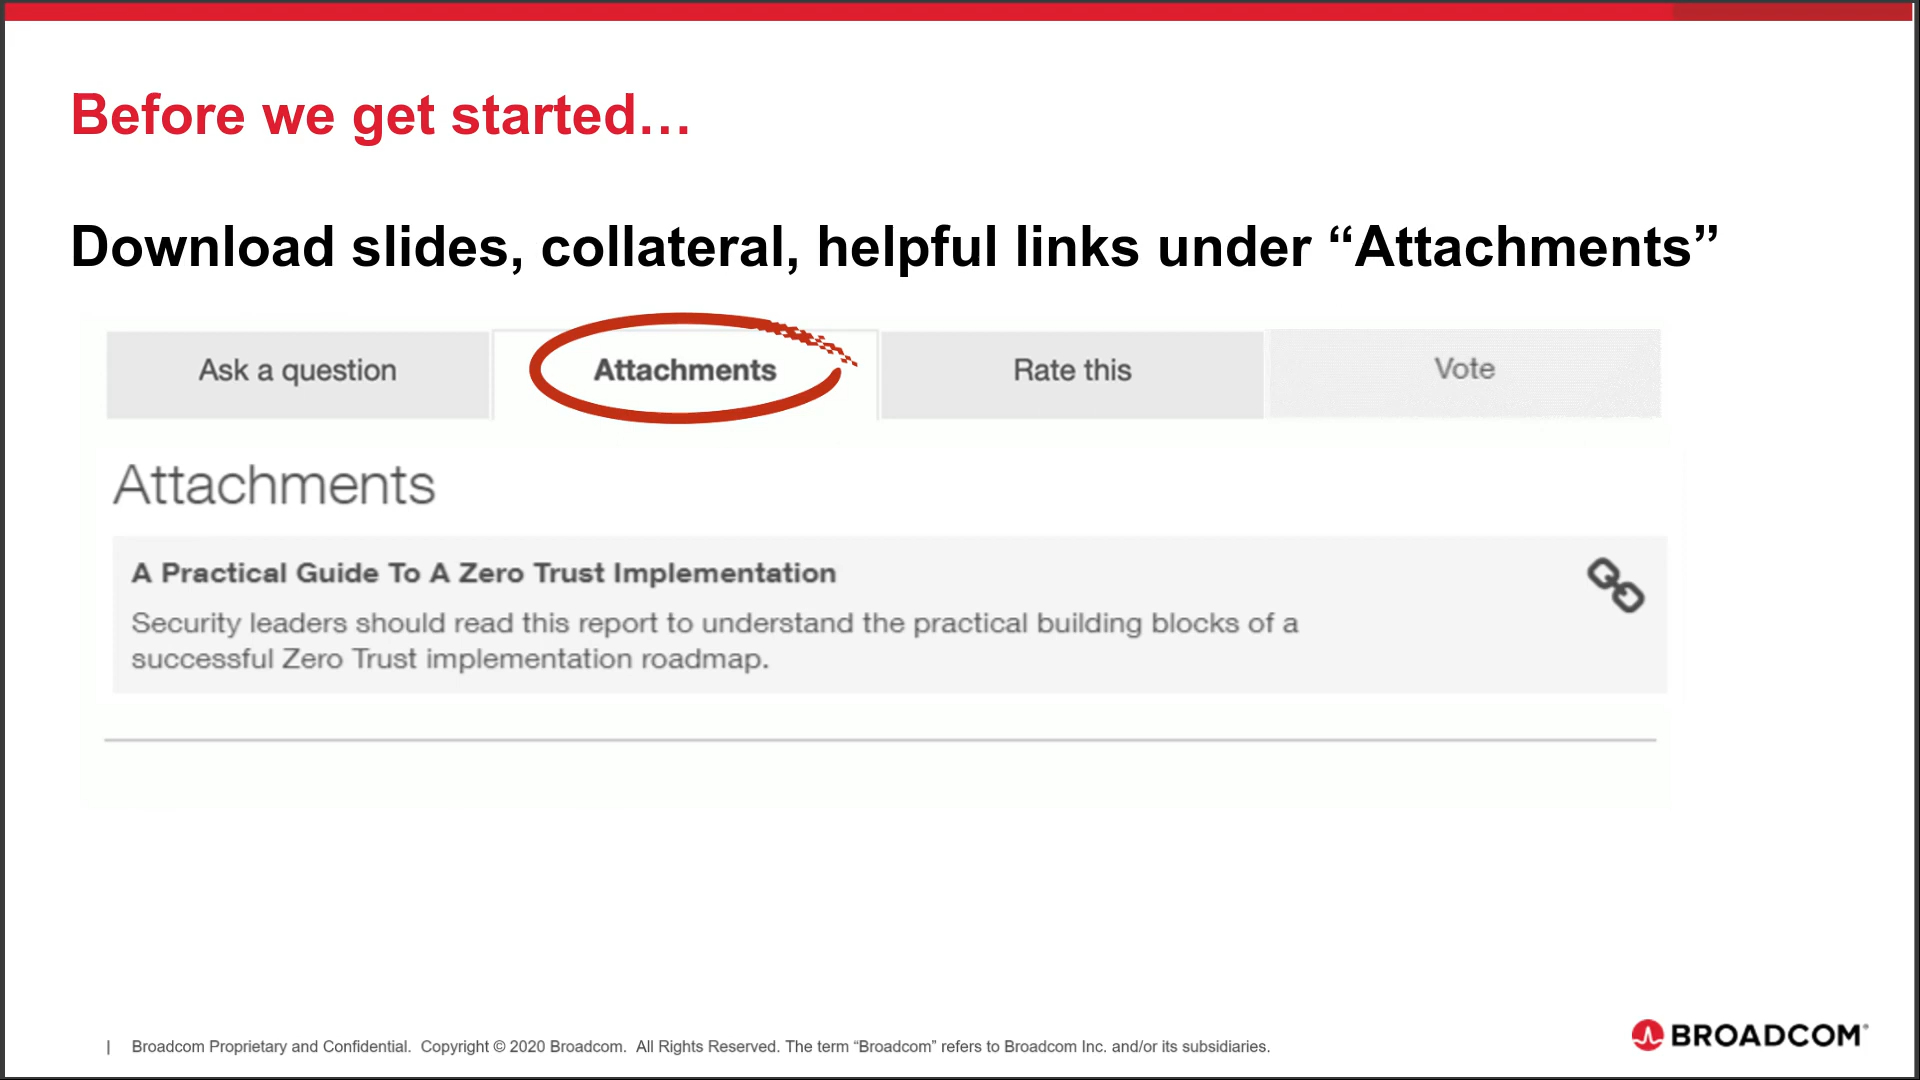 Before we get started…
Download slides, collateral, helpful links under “Attachments”
Ask a question
Attachments
Rate this
Vote
Attachments
A Practical Guide To A Zero Trust Implementation
Security leaders should read this report to understand the practical building blocks of a
successful Zero Trust implementation roadmap.
| Broadcom Proprietary and Confidential. Copyright © 2020 Broadcom. All Rights Reserved. The term “Broadcom” refers to Broadcom Inc. and/or its subsidiaries.
BROADCOM®